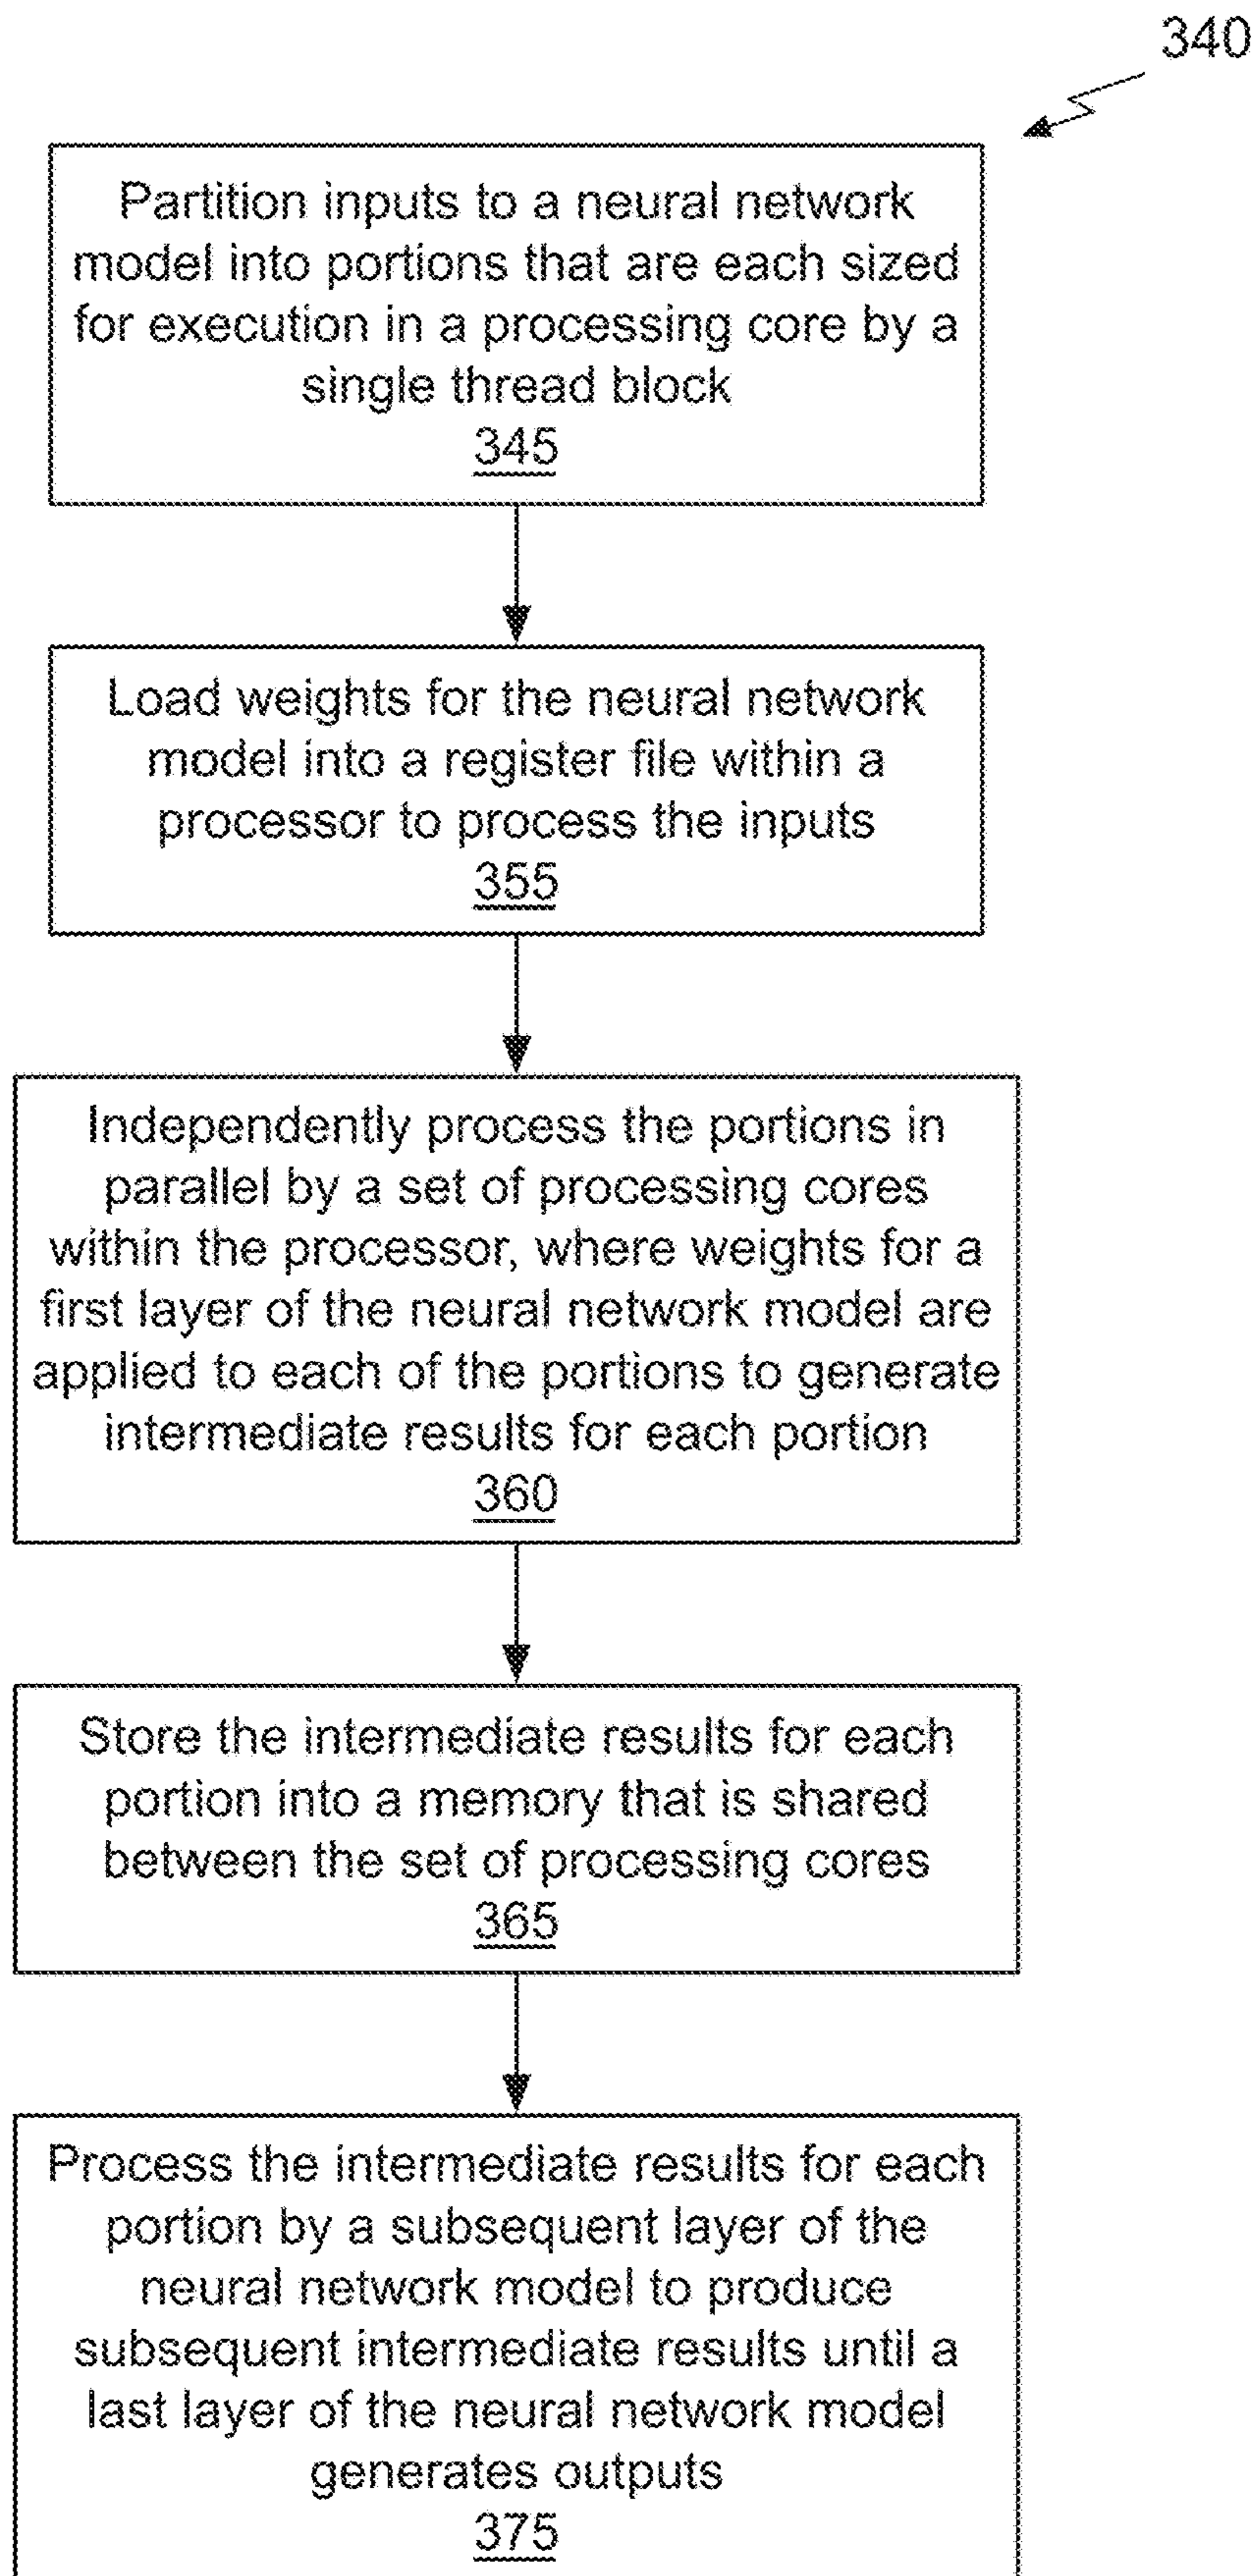 340
Partition inputs to a neural network
model into portions that are each sized
for execution in a processing core by a
single thread block
345
Load weights for the neural network
model into a register file within a
processor to process the inputs
355
Independently process the portions in
parallel by a set of processing cores
within the processor, where weights for a
first layer of the neural network model are
applied to each of the portions to generate
intermediate results for each portion
360
Store the intermediate results for each
portion into a memory that is shared
between the set of processing cores
365
Process the intermediate results for each
portion by a subsequent layer of the
neural network model to produce
subsequent intermediate results until a
last layer of the neural network model
generates outputs
375